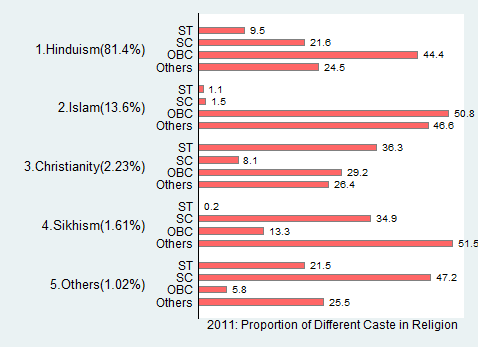 ST 9.5
SC 21.6
1.Hinduism(81.4%)
OBC 44.4
Others 24.5
ST 1.1
SC 1.5
2.Islam(13.6%)
OBC 50.8
Others 46.6
ST 36.3
SC 8.1
3.Christianity(2.23%)
OBC 29.2
Others 26.4
ST 0.2
SC 34.9
4.Sikhism(1.61%)
OBC 13.3
Others 51.5
ST 21.5
SC 47.2
5.Others(1.02%)
OBC 5.8
Others 25.5
2011: Proportion of Different Caste in Religion